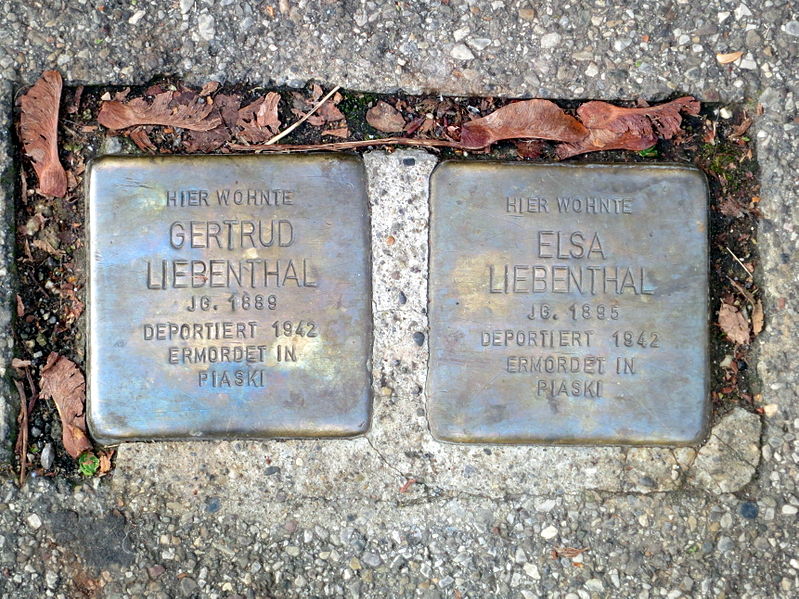 HIER WOHNTE
GERTRUD
LIEBENTHAL
JG. 1889
DEPORTIERT 1942
ERMORDET IN
PIASKI
HIER WOHNTE
ELSA
LIEBENTHAL
JG. 1895
DEPORTIERT 1942
ERMORDET IN
PIASKI